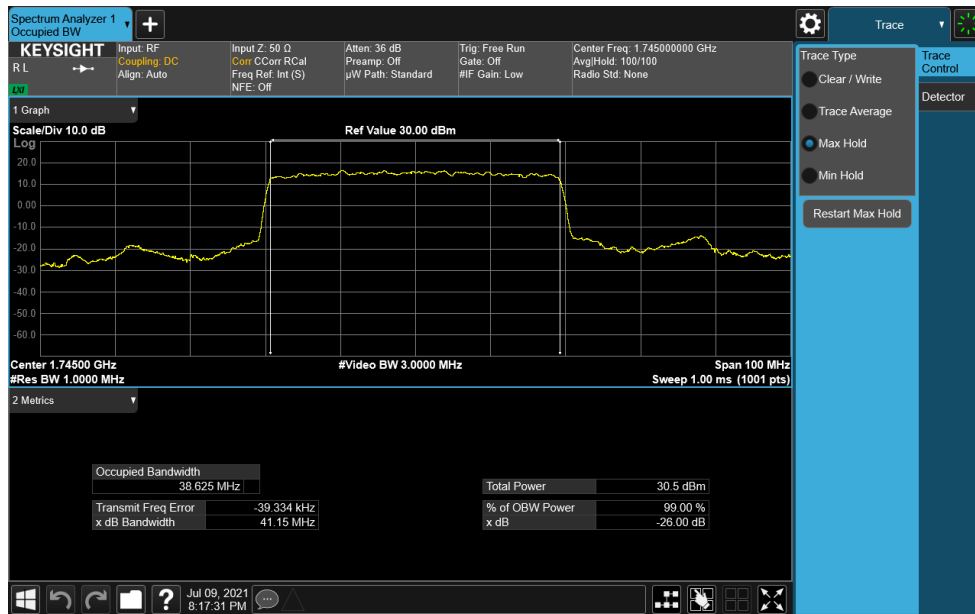 Spectrum Analyzer 1
Occupied BW
Trace
KEYSIGHT
R L
LXI
Input: RF
Coupling: DC
Align: Auto
Input Z: 50 Ω
Corr CCorr RCal
Freq Ref: Int (S)
NFE: Off
Atten: 36 dB
Preamp: Off
µW Path: Standard
Trig: Free Run
Gate: Off
#IF Gain: Low
Center Freq: 1.745000000 GHz
Avg|Hold: 100/100
Radio Std: None
Trace Type
Clear / Write
Trace Average
Max Hold
Min Hold
Restart Max Hold
Trace
Control
Detector
1 Graph
Scale/Div 10.0 dB
Ref Value 30.00 dBm
Log
20.0
10.0
0.00
-10.0
-20.0
-30.0
-40.0
-50.0
-60.0
Center 1.74500 GHz
#Video BW 3.0000 MHz
Span 100 MHz
#Res BW 1.0000 MHz
Sweep 1.00 ms (1001 pts)
2 Metrics
Occupied Bandwidth
38.625 MHz
Total Power 30.5 dBm
Transmit Freq Error -39.334 kHz
% of OBW Power 99.00 %
x dB Bandwidth 41.15 MHz
x dB -26.00 dB
?
Jul 09, 2021
8:17:31 PM